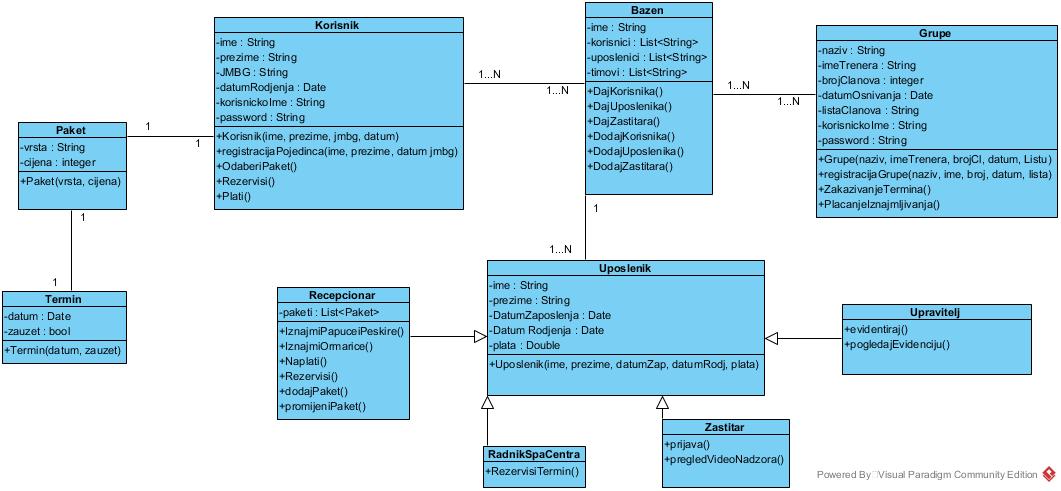 Korisnik
-ime : String
-prezime : String
-JMBG : String
-datumRodjenja : Date
-korisnickoIme : String
-password : String
+Korisnik(ime, prezime, jmbg, datum)
+registracijaPojedinca(ime, prezime, datum jmbg)
+OdaberiPaket()
+Rezervisi()
+Plati()
Bazen
-ime : String
-korisnici : List<String>
-uposlenici : List<String>
-timovi : List<String>
+DajKorisnika()
+DajUposlenika()
+DajZastitara()
+DodajKorisnika()
+DodajUposlenika()
+DodajZastitara()
Grupe
-naziv : String
-imeTrenera : String
-brojClanova : integer
-datumOsnivanja : Date
-listaClanova : String
-korisnickoIme : String
-password : String
+Grupe(naziv, imeTrenera, brojCl, datum, Listu)
+registracijaGrupe(naziv, ime, broj, datum, lista)
+ZakazivanjeTermina()
+PlacanjeIznajmljivanja()
1...N
1...N
1...N
1...N
Paket
-vrsta : String
-cijena : integer
+Paket(vrsta, cijena)
1
1
1
1
Termin
-datum : Date
-zauzet : bool
+Termin(datum, zauzet)
1
1...N
Uposlenik
-ime : String
-prezime : String
-DatumZaposlenja : Date
-Datum Rodjenja : Date
-plata : Double
+Uposlenik(ime, prezime, datumZap, datumRodj, plata)
Recepcionar
-paketi : List<Paket>
+IznajmiPapuceiPeskire()
+IznajmiOrmarice()
+Naplati()
+Rezervisi()
+dodajPaket()
+promijeniPaket()
Upravitelj
+evidentiraj()
+pogledajEvidenciju()
RadnikSpaCentra
+RezervisiTermin()
Zastitar
+prijava()
+pregledVideoNadzora()
Powered By Visual Paradigm Community Edition